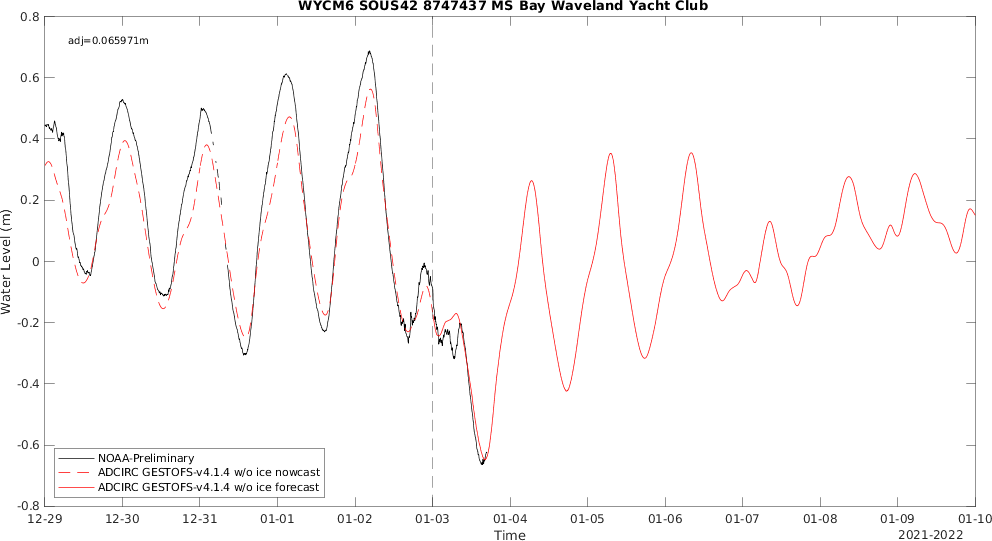 WYCM6 SOUS42 8747437 MS Bay Waveland Yacht Club
adj=0.065971m
Water Level (m)
0.8
0.6
0.4
0.2
0
-0.2
-0.4
-0.6
-0.8
NOAA-Preliminary
ADCIRC GESTOFS-v4.1.4 w/o ice nowcast
ADCIRC GESTOFS-v4.1.4 w/o ice forecast
12-29 12-30 12-31 01-01 01-02 01-03 01-04 01-05 01-06 01-07 01-08 01-09 01-10
Time
2021-2022